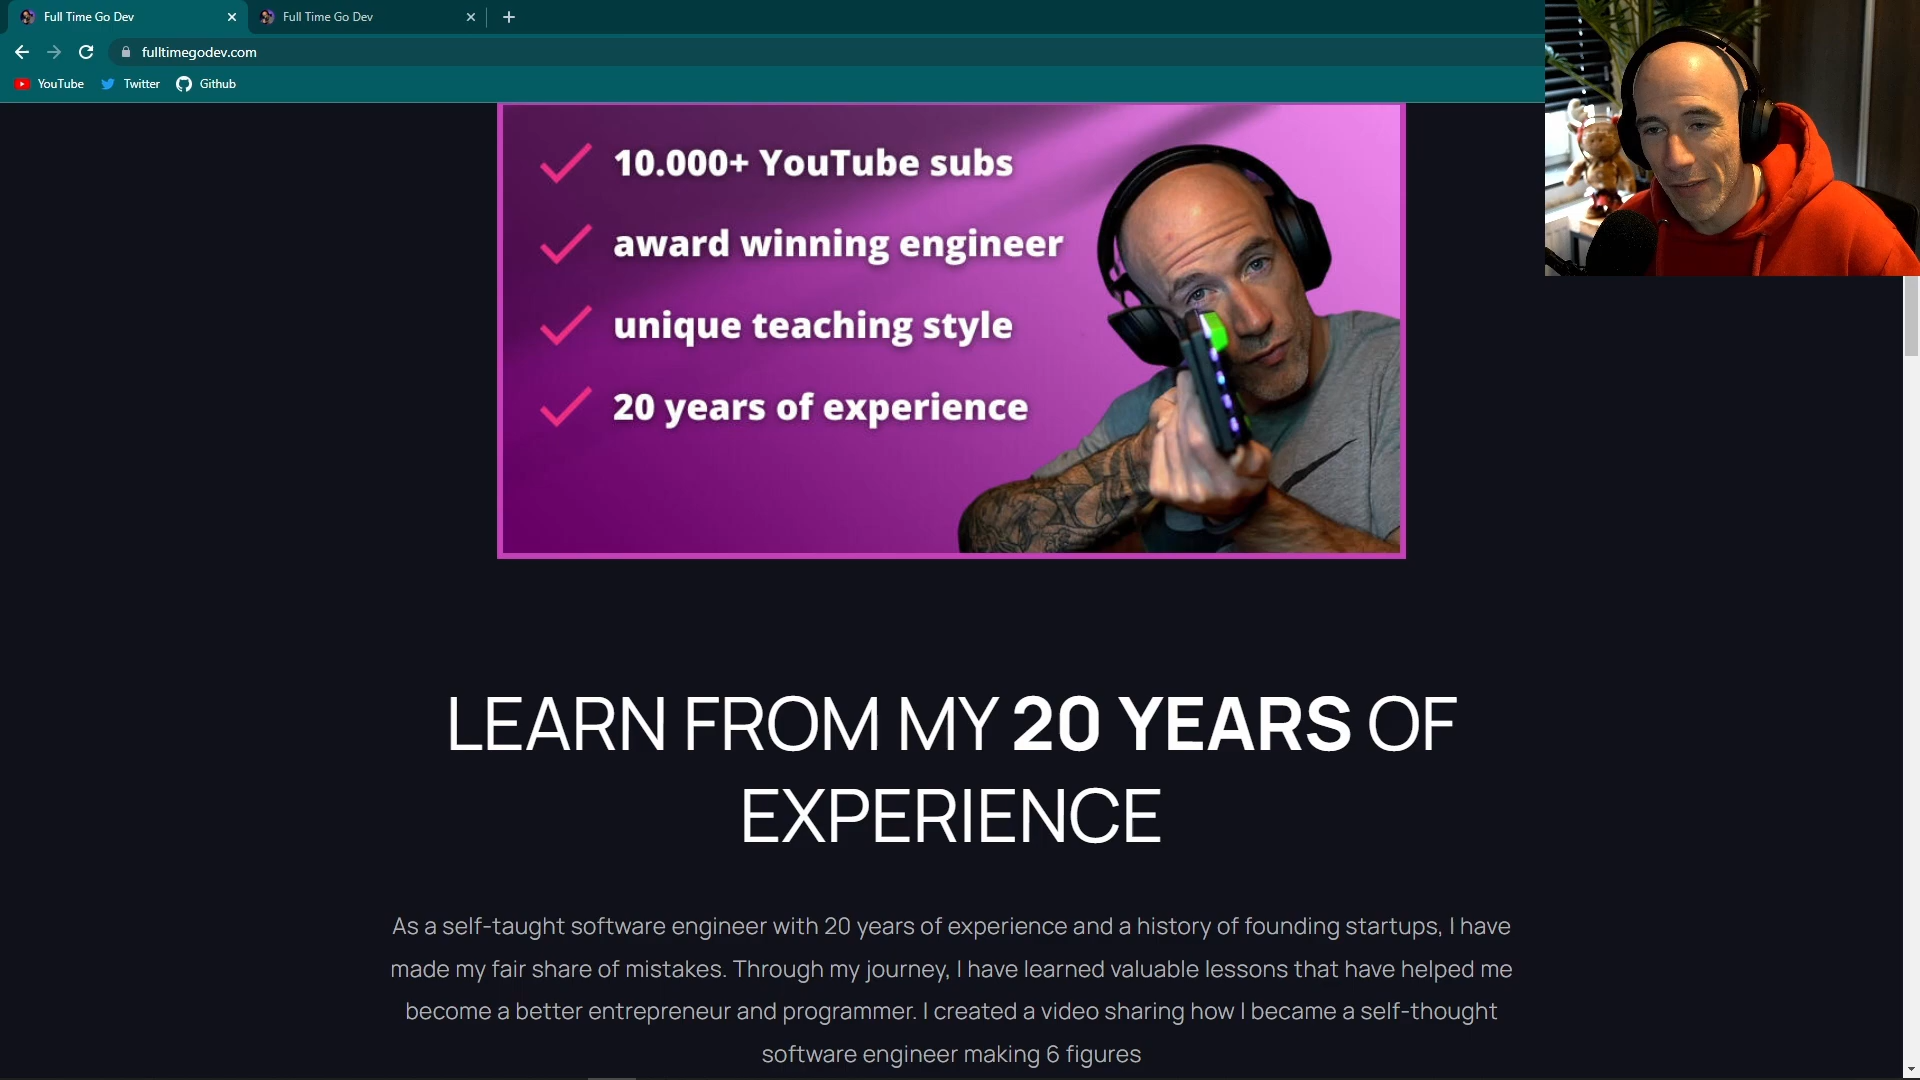 Full Time Go Dev
Full Time Go Dev
fulltimegodev.com
YouTube
Twitter
Github
10.000+ YouTube subs
award winning engineer
unique teaching style
20 years of experience
LEARN FROM MY 20 YEARS OF
EXPERIENCE
As a self-taught software engineer with 20 years of experience and a history of founding startups, I have
made my fair share of mistakes. Through my journey, I have learned valuable lessons that have helped me
become a better entrepreneur and programmer. I created a video sharing how I became a self-thought
software engineer making 6 figures